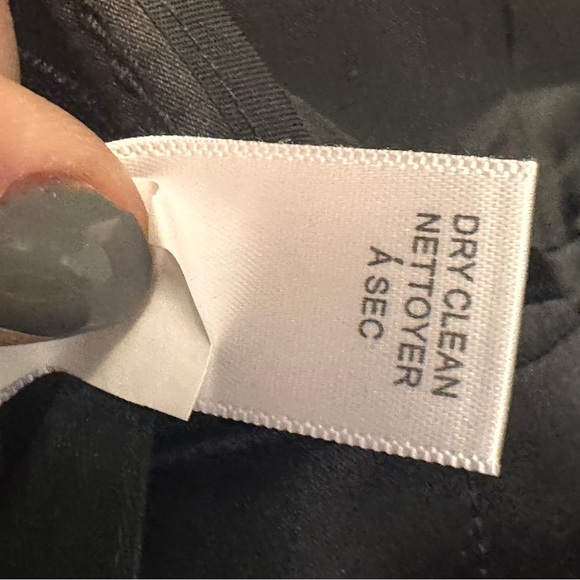 DRY CLEAN
NETTOYER
Á SEC